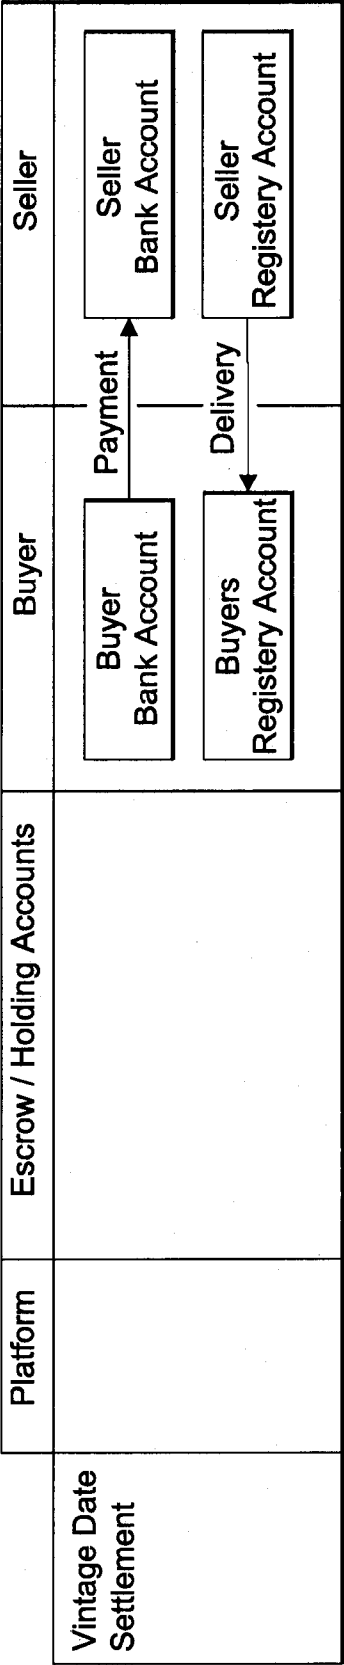 Platform
Escrow / Holding Accounts
Buyer
Seller
Vintage Date
Settlement
Buyer
Bank Account
Payment
Seller
Bank Account
Buyers
Registery Account
Delivery
Seller
Registery Account